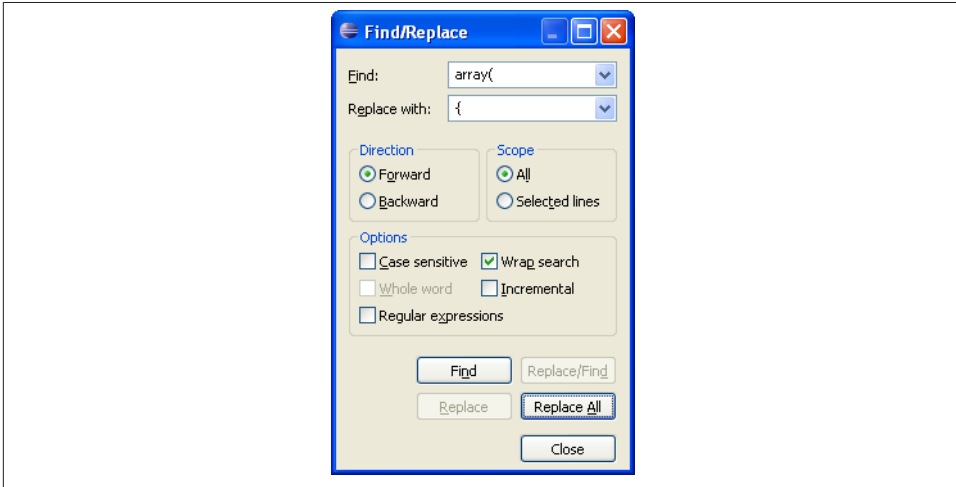 Find/Replace
Find: array(
Replace with: {
Direction
Forward
Backward
Scope
All
Selected lines
Options
Case sensitive
Wrap search
Whole word
Incremental
Regular expressions
Find
Replace/Find
Replace
Replace All
Close